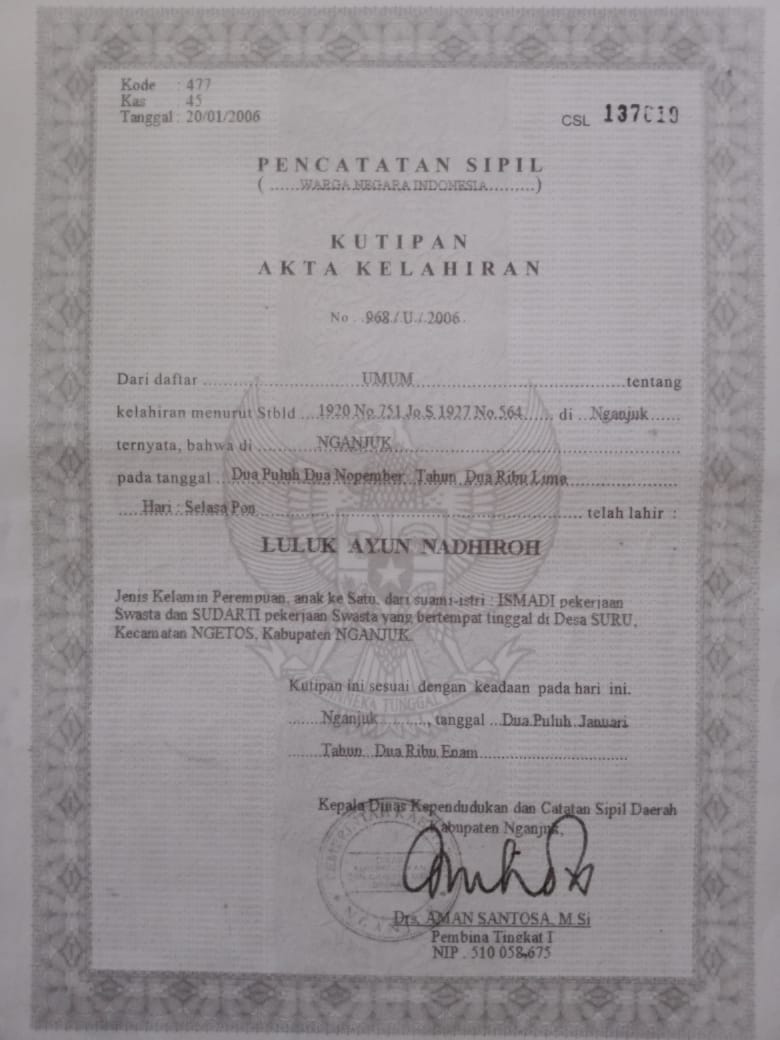 Kode : 477
Kas 45
Tanggal : 20/01/2006
CSL 137019
PENCATATAN SIPIL
(......WARGA NEGARA INDONESIA.........)
KUTIPAN
AKTA KELAHIRAN
No. 968 / U / 2006
Dari daftar ........................... UMUM ........................................ tentang
kelahiran menurut Stbld ... 1920 No.751 Jo.S.1927 No.564 ...... di ... Nganjuk ......
ternyata, bahwa di ............ NGANJUK ............................................
pada tanggal ... Dua Puluh Dua Nopember Tahun Dua Ribu Lima ......................
..... Hari : Selasa Pon ........................................................ telah lahir :
LULUK AYUN NADHIROH
Jenis Kelamin Perempuan, anak ke Satu, dari suami-istri : ISMADI pekerjaan
Swasta dan SUDARTI pekerjaan Swasta yang bertempat tinggal di Desa SURU,
Kecamatan NGETOS, Kabupaten NGANJUK.
Kutipan ini sesuai dengan keadaan pada hari ini.
....... Nganjuk ........., tanggal ... Dua Puluh Januari
....... Tahun Dua Ribu Enam ..............................
Kepala Dinas Kependudukan dan Catatan Sipil Daerah
Kabupaten Nganjuk,
Drs. AMAN SANTOSA. M Si
Pembina Tingkat I
NIP . 510 058,675